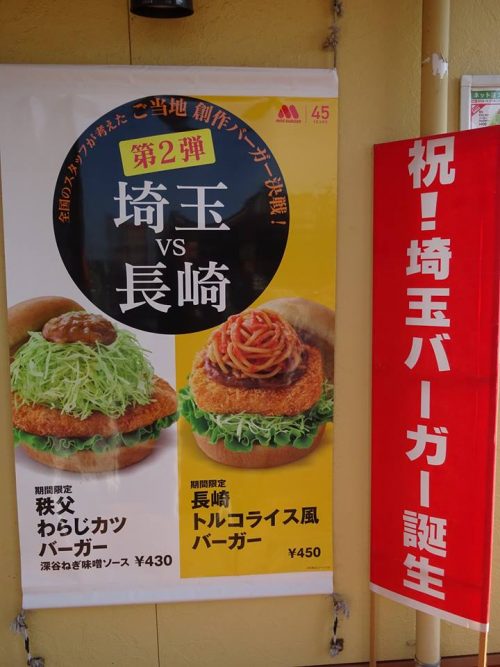 全国のスタッフが考えた ご当地 創作バーガー決戦!
MOS BURGER
45
YEARS
第2弾
埼玉
VS
長崎
期間限定
秩父
わらじカツ
バーガー
深谷ねぎ味噌ソース ¥430
期間限定
長崎
トルコライス風
バーガー
¥450
祝!埼玉バーガー誕生